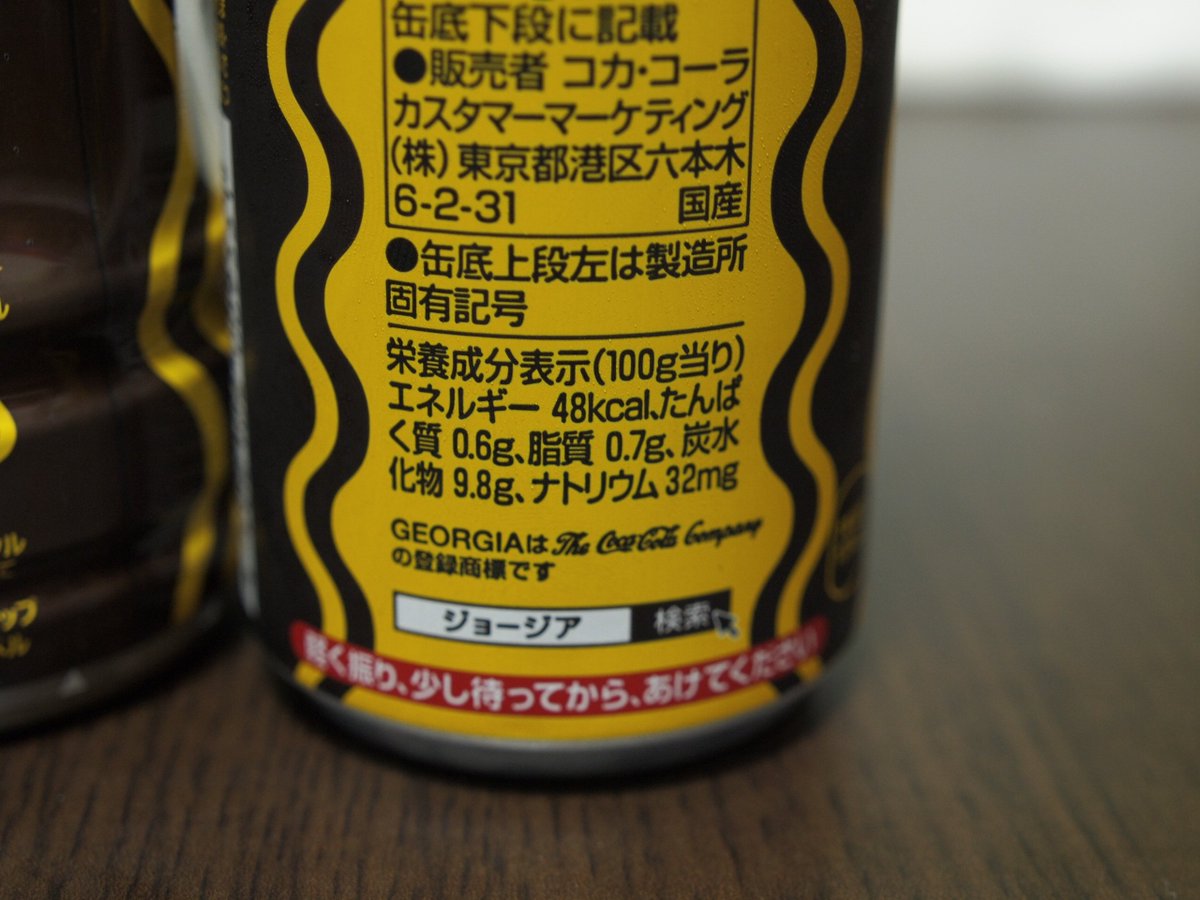 缶底下段に記載
●販売者 コカ・コーラ
カスタマーマーケティング
(株)東京都港区六本木
6-2-31 国産
●缶底上段左は製造所
固有記号
栄養成分表示(100g当り)
エネルギー 48kcal、たんぱ
く質 0.6g、脂質 0.7g、炭水
化物 9.8g、ナトリウム 32mg
GEORGIAは The Coca-Cola Company
の登録商標です
ジョージア 検索
軽く振り、少し待ってから、あけてください